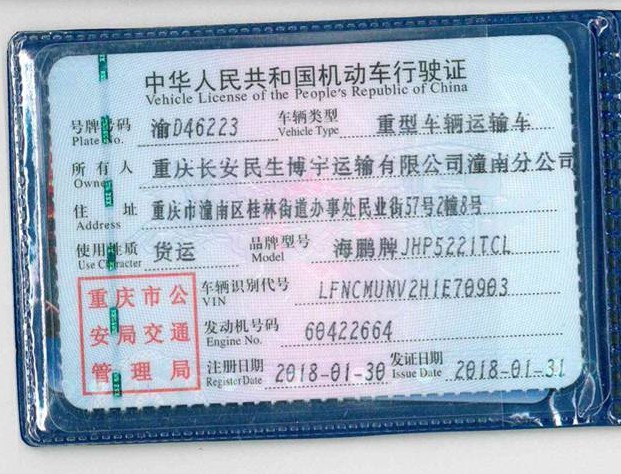 中华人民共和国机动车行驶证
Vehicle License of the People's Republic of China
号牌号码 渝D46223 车辆类型 重型车辆运输车
Plate No. Vehicle Type
所有人 重庆长安民生博宇运输有限公司潼南分公司
Owner
住址 重庆市潼南区桂林街道办事处民业街57号2幢8号
Address
使用性质 货运 品牌型号 海鹏牌JHP5221TCL
Use Character Model
重庆市公
安局交通
管理局
车辆识别代号 LFNCMUNV2H1E70903
VIN
发动机号码 60422664
Engine No.
注册日期 2018-01-30 发证日期 2018-01-31
Register Date Issue Date